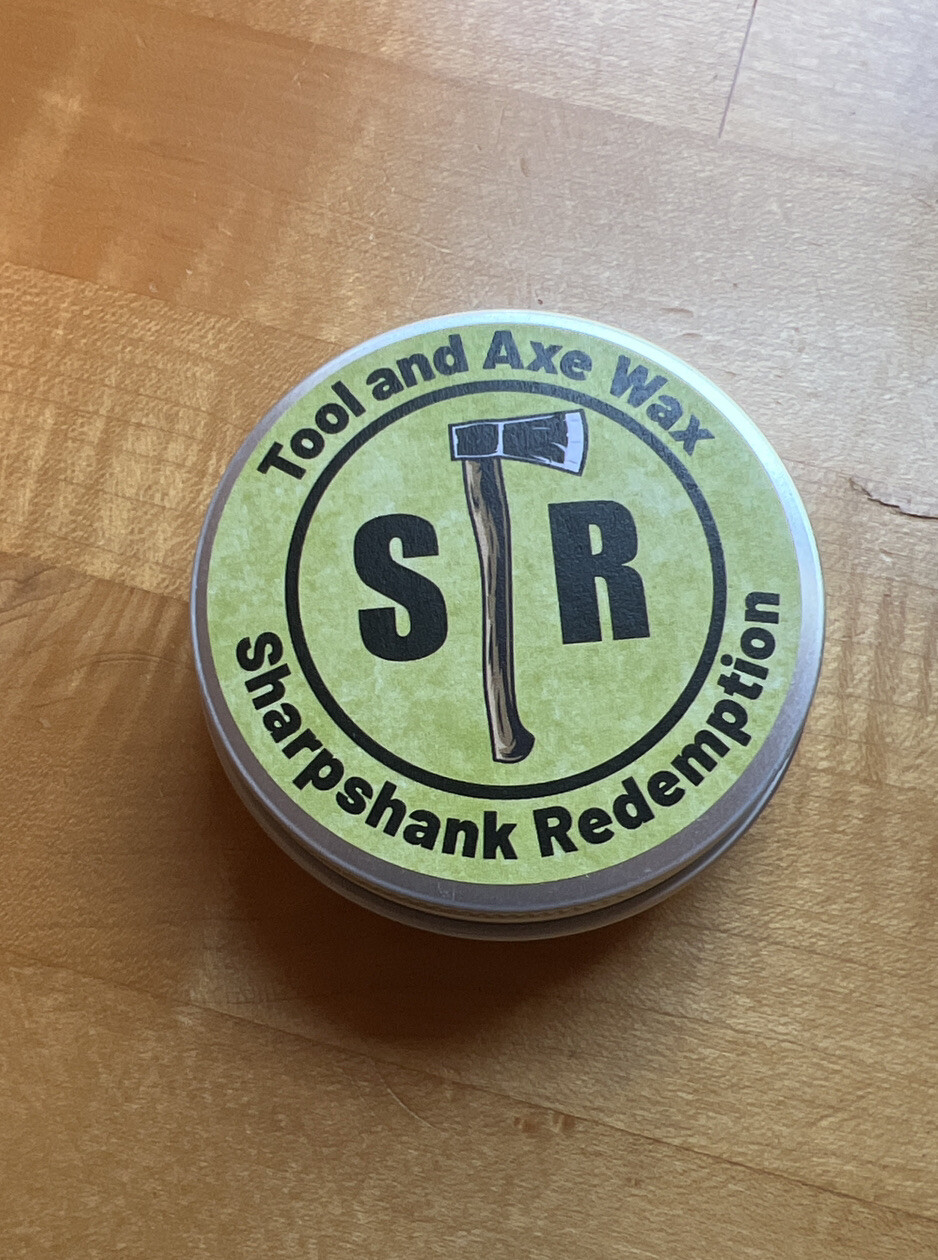 Tool and Axe Wax
S R
Sharpshank Redemption